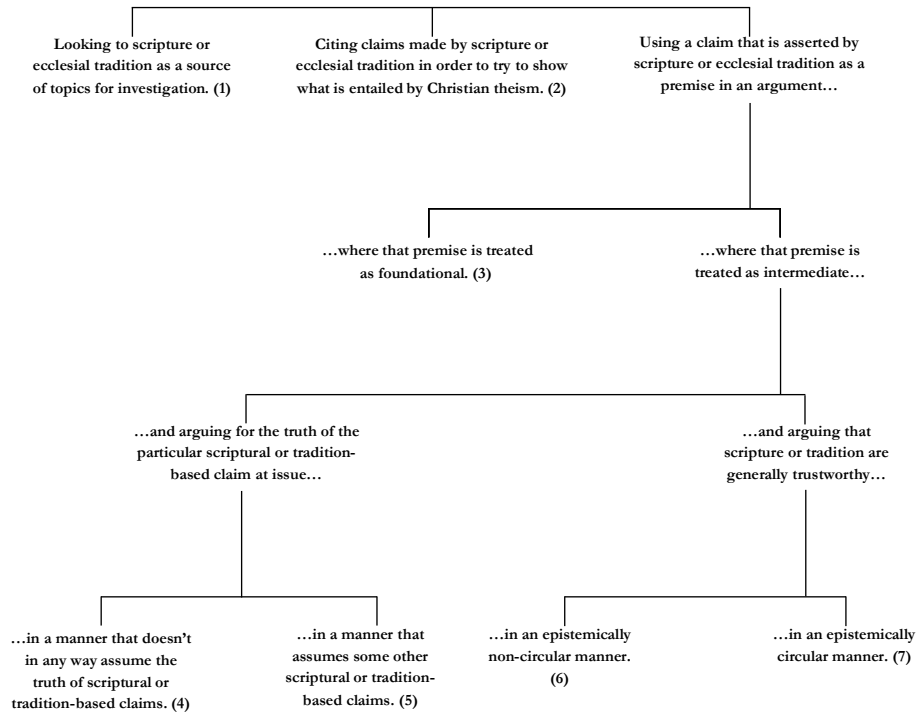 Looking to scripture or
ecclesial tradition as a source
of topics for investigation. (1)
Citing claims made by scripture or
ecclesial tradition in order to try to show
what is entailed by Christian theism. (2)
Using a claim that is asserted by
scripture or ecclesial tradition as a
premise in an argument…
…where that premise is treated
as foundational. (3)
…where that premise is
treated as intermediate…
…and arguing for the truth of the
particular scriptural or tradition-
based claim at issue…
…and arguing that
scripture or tradition are
generally trustworthy…
…in a manner that doesn’t
in any way assume the
truth of scriptural or
tradition-based claims. (4)
…in a manner that
assumes some other
scriptural or tradition-
based claims. (5)
…in an epistemically
non-circular manner.
(6)
…in an epistemically
circular manner. (7)